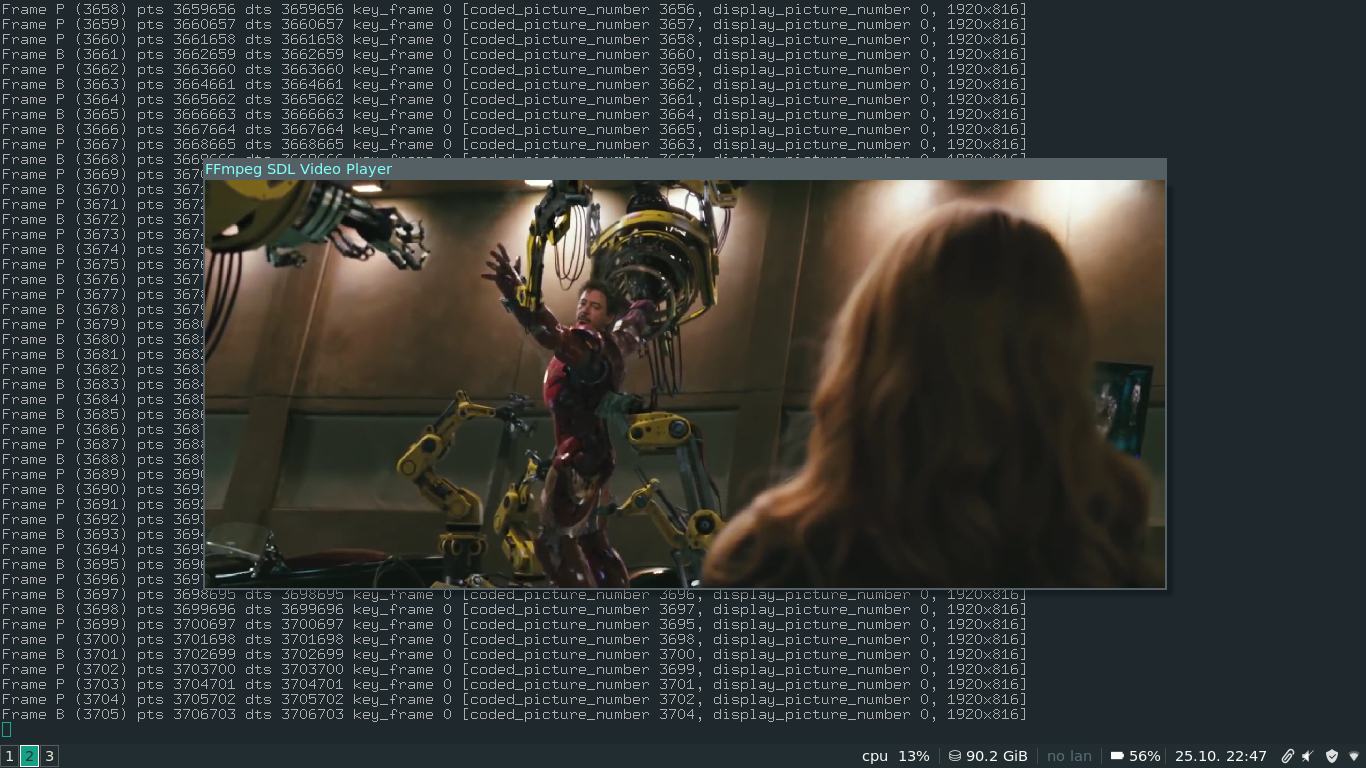 Frame P (3658) pts 3659656 dts 3659656 key_frame 0 [coded_picture_number 3656, display_picture_number 0, 1920x816]
Frame B (3659) pts 3660657 dts 3660657 key_frame 0 [coded_picture_number 3657, display_picture_number 0, 1920x816]
Frame P (3660) pts 3661658 dts 3661658 key_frame 0 [coded_picture_number 3658, display_picture_number 0, 1920x816]
Frame B (3661) pts 3662659 dts 3662659 key_frame 0 [coded_picture_number 3660, display_picture_number 0, 1920x816]
Frame P (3662) pts 3663660 dts 3663660 key_frame 0 [coded_picture_number 3659, display_picture_number 0, 1920x816]
Frame B (3663) pts 3664661 dts 3664661 key_frame 0 [coded_picture_number 3662, display_picture_number 0, 1920x816]
Frame P (3664) pts 3665662 dts 3665662 key_frame 0 [coded_picture_number 3661, display_picture_number 0, 1920x816]
Frame B (3665) pts 3666663 dts 3666663 key_frame 0 [coded_picture_number 3664, display_picture_number 0, 1920x816]
Frame B (3666) pts 3667664 dts 3667664 key_frame 0 [coded_picture_number 3665, display_picture_number 0, 1920x816]
Frame P (3667) pts 3668665 dts 3668665 key_frame 0 [coded_picture_number 3663, display_picture_number 0, 1920x816]
Frame B (3668) pts
FFmpeg SDL Video Player
Frame P (3669) pts
Frame B (3670) pts
Frame P (3671) pts
Frame B (3672) pts
Frame P (3673) pts
Frame B (3674) pts
Frame P (3675) pts
Frame B (3676) pts
Frame P (3677) pts
Frame B (3678) pts
Frame P (3679) pts
Frame B (3680) pts
Frame B (3681) pts
Frame P (3682) pts
Frame B (3683) pts
Frame P (3684) pts
Frame B (3685) pts
Frame P (3686) pts
Frame B (3687) pts
Frame B (3688) pts
Frame P (3689) pts
Frame B (3690) pts
Frame P (3691) pts
Frame P (3692) pts
Frame B (3693) pts
Frame P (3694) pts
Frame B (3695) pts
Frame P (3696) pts
Frame B (3697) pts 3698695 dts 3698695 key_frame 0 [coded_picture_number 3696, display_picture_number 0, 1920x816]
Frame B (3698) pts 3699696 dts 3699696 key_frame 0 [coded_picture_number 3697, display_picture_number 0, 1920x816]
Frame P (3699) pts 3700697 dts 3700697 key_frame 0 [coded_picture_number 3695, display_picture_number 0, 1920x816]
Frame P (3700) pts 3701698 dts 3701698 key_frame 0 [coded_picture_number 3698, display_picture_number 0, 1920x816]
Frame B (3701) pts 3702699 dts 3702699 key_frame 0 [coded_picture_number 3700, display_picture_number 0, 1920x816]
Frame P (3702) pts 3703700 dts 3703700 key_frame 0 [coded_picture_number 3699, display_picture_number 0, 1920x816]
Frame P (3703) pts 3704701 dts 3704701 key_frame 0 [coded_picture_number 3701, display_picture_number 0, 1920x816]
Frame P (3704) pts 3705702 dts 3705702 key_frame 0 [coded_picture_number 3702, display_picture_number 0, 1920x816]
Frame B (3705) pts 3706703 dts 3706703 key_frame 0 [coded_picture_number 3704, display_picture_number 0, 1920x816]
1 2 3 cpu 13% 90.2 GiB no lan 56% 25.10. 22:47